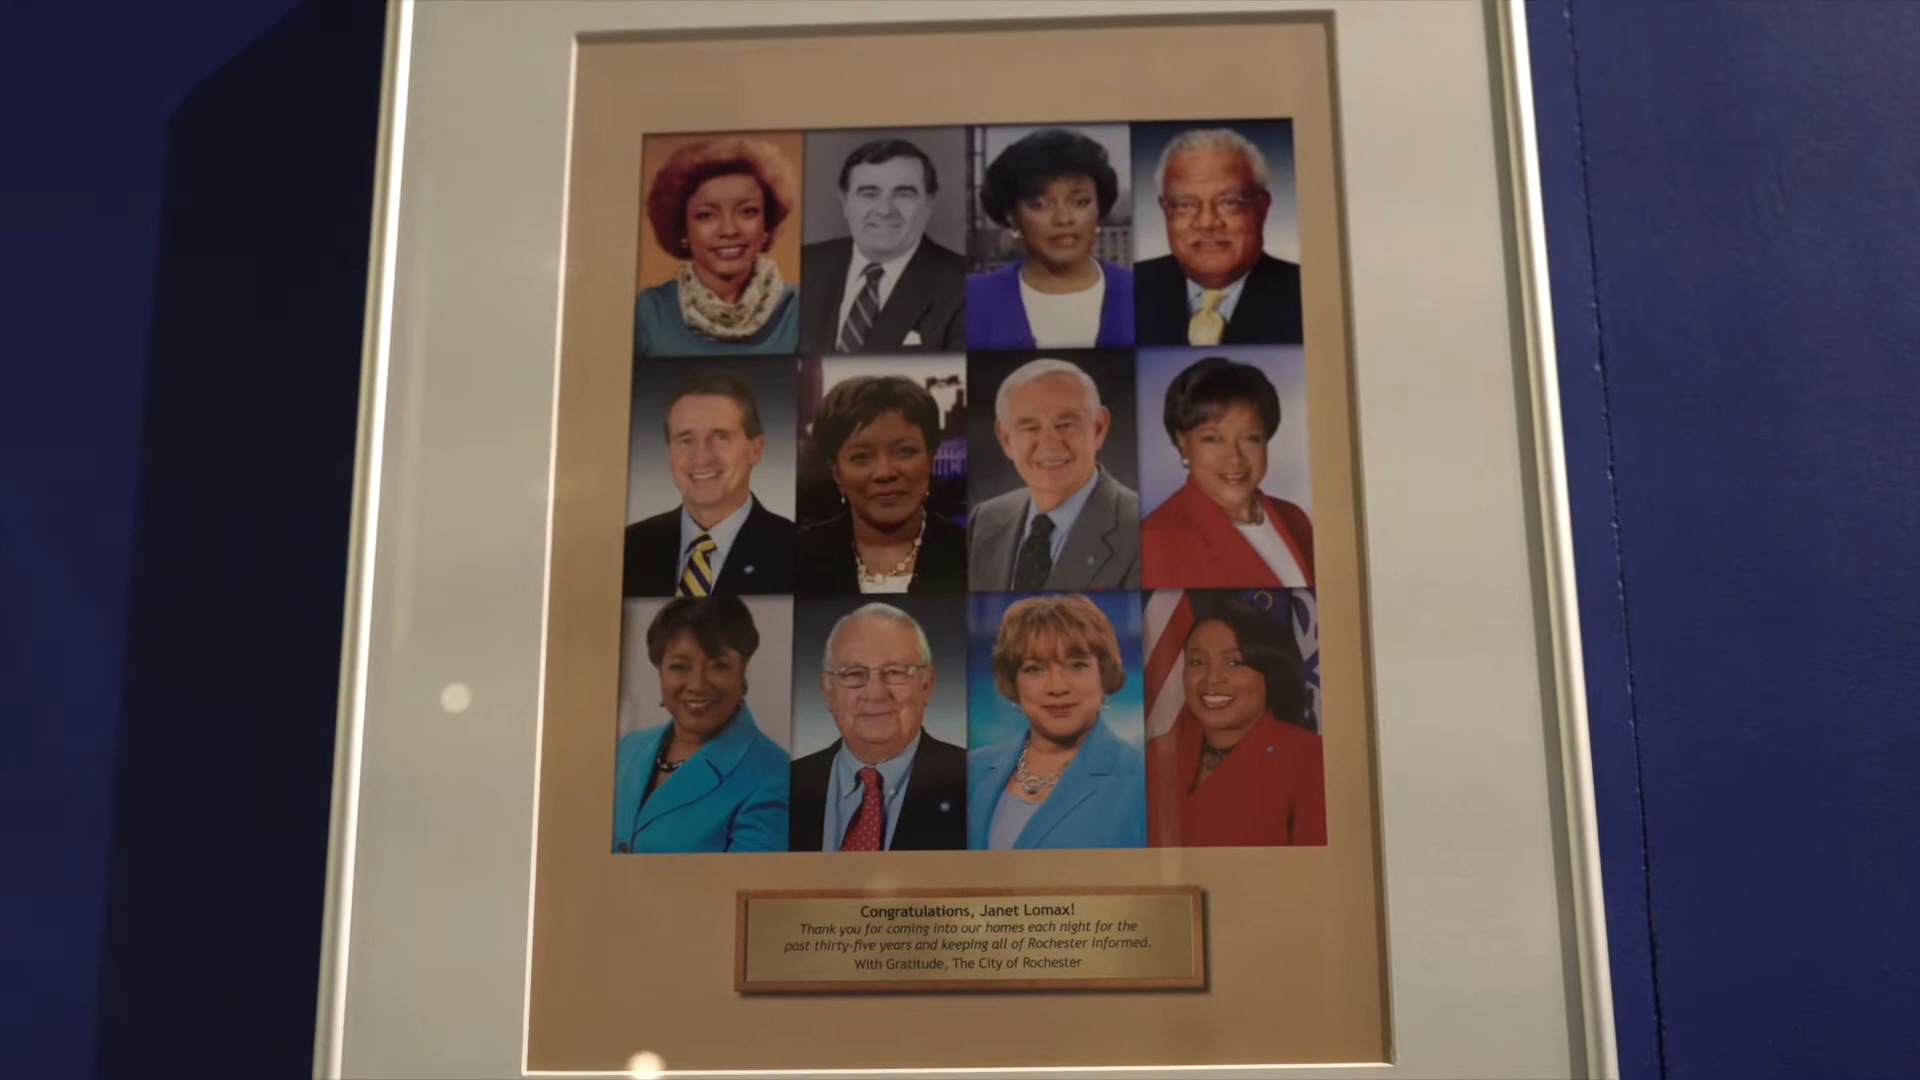 Congratulations, Janet Lomax!
Thank you for coming into our homes each night for the
past thirty-five years and keeping all of Rochester informed.
With Gratitude, The City of Rochester